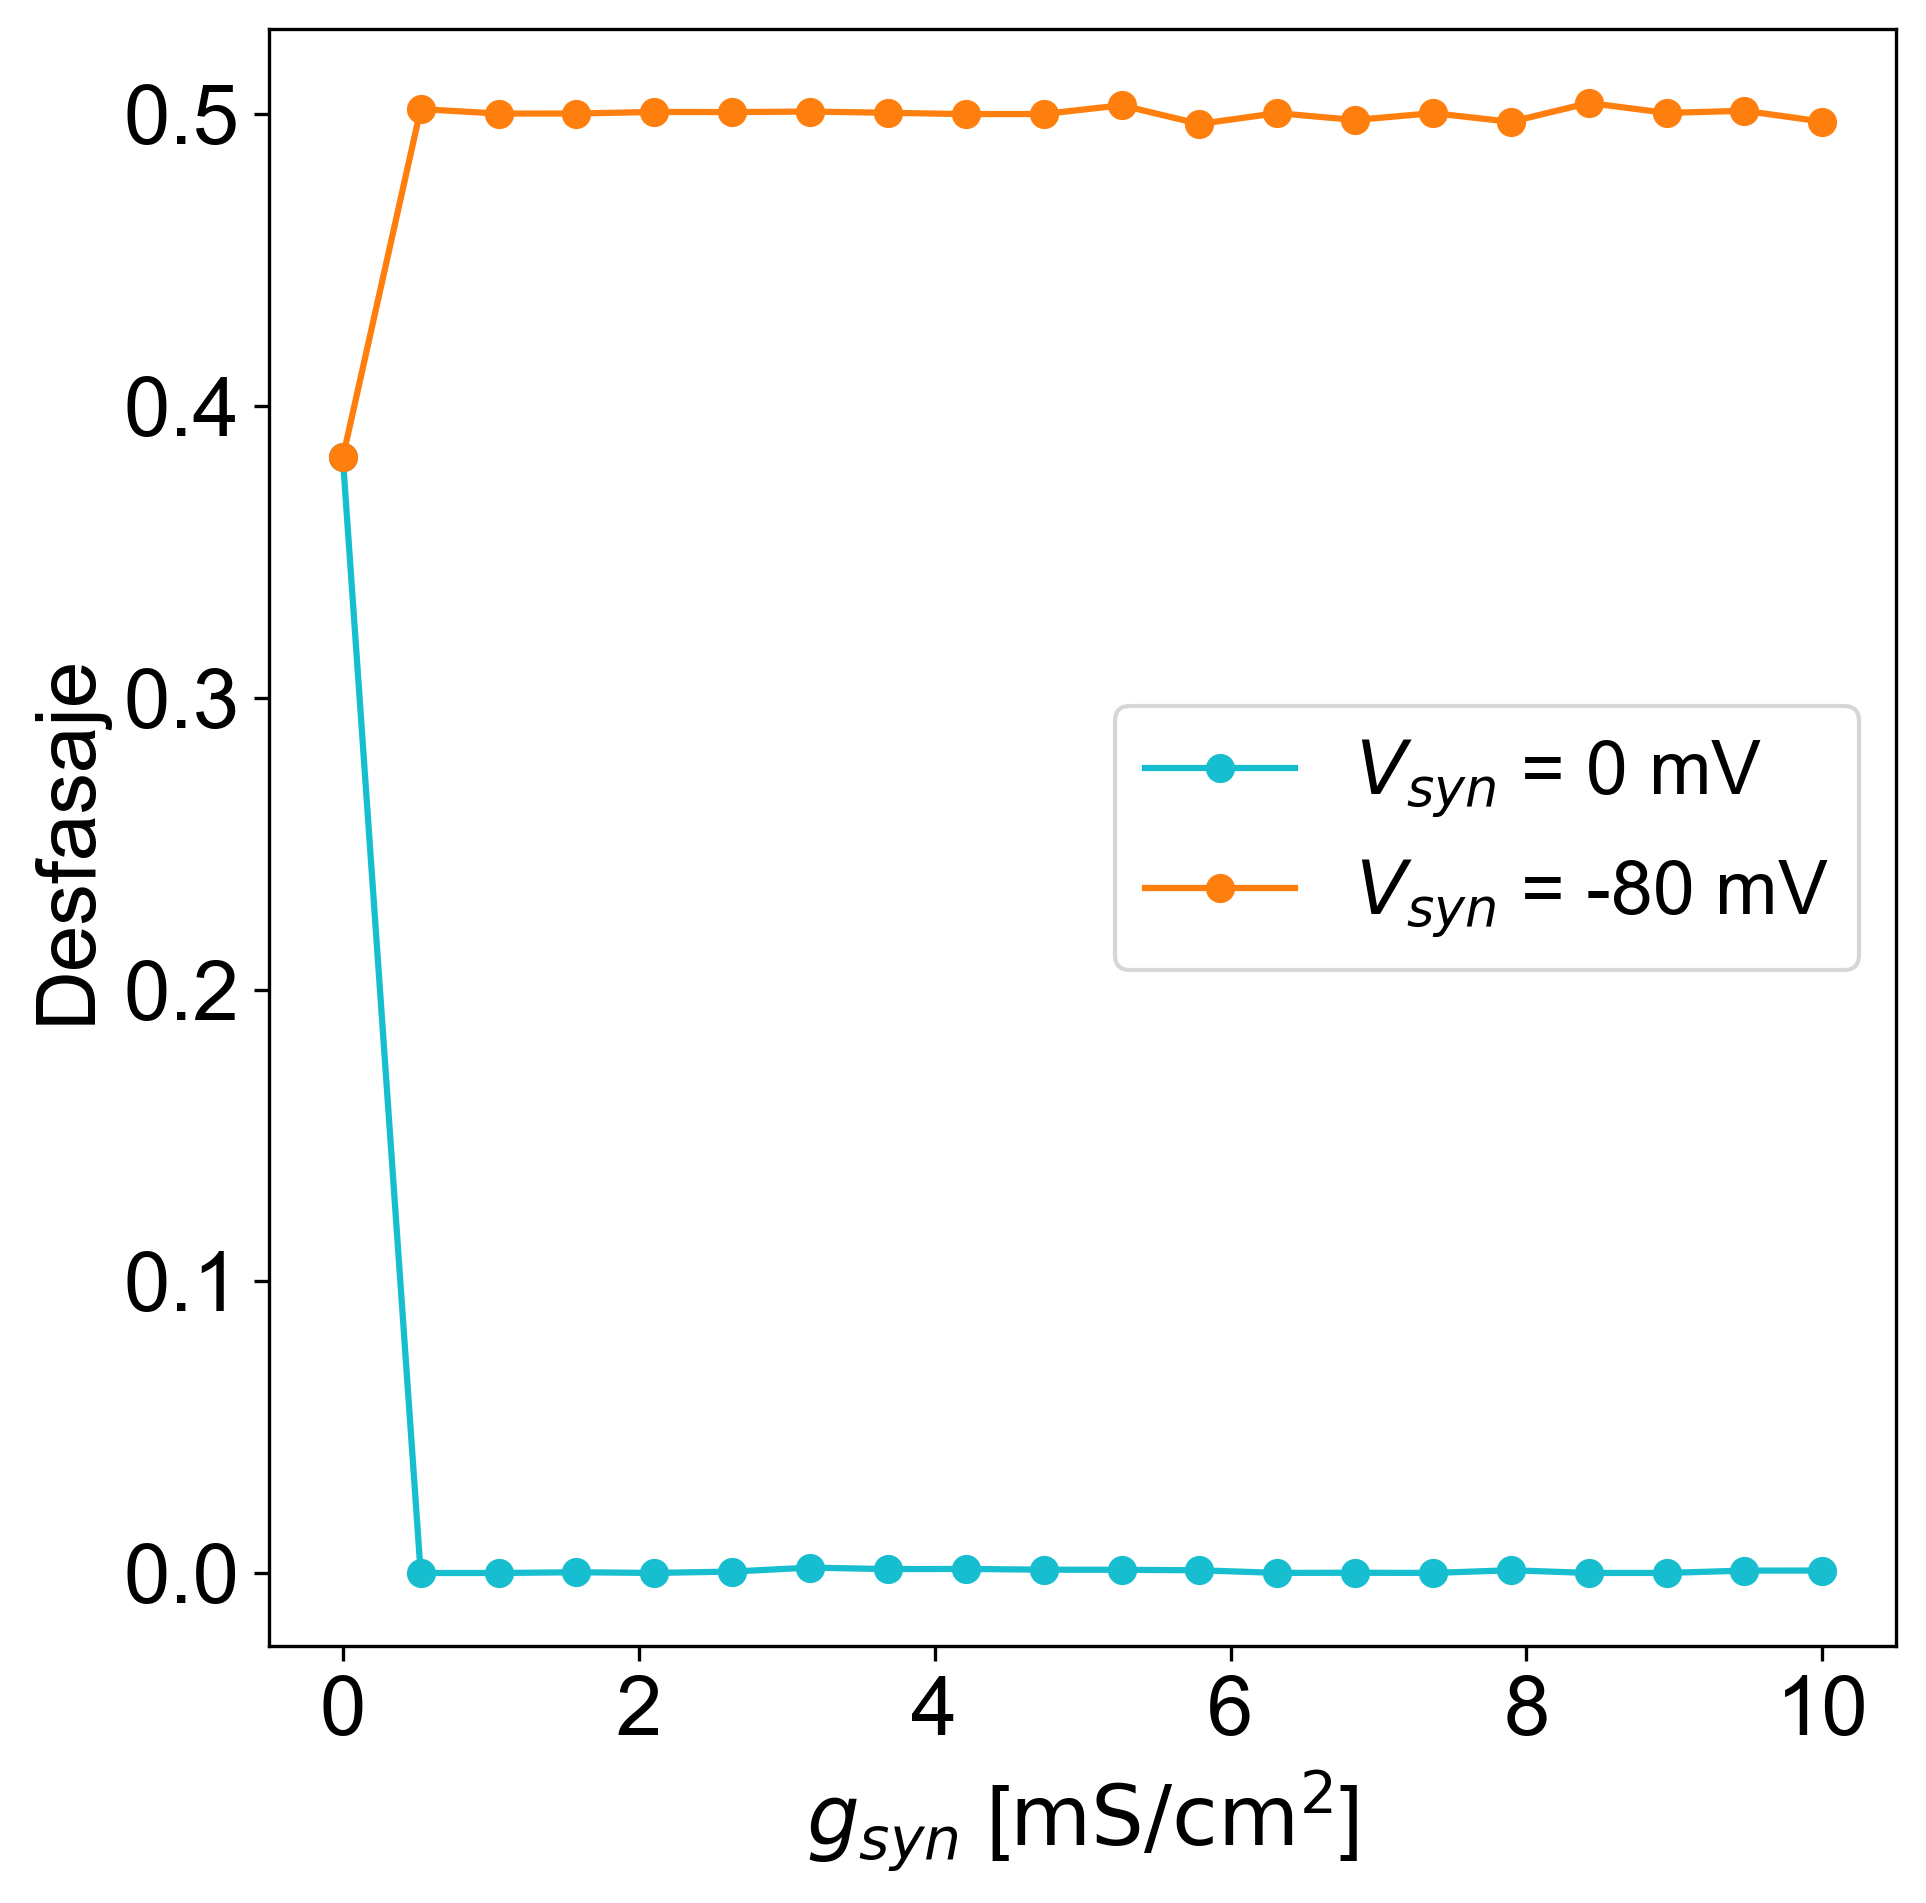 Desfasaje
0.5
0.4
0.3
0.2
0.1
0.0
V_syn = 0 mV
V_syn = -80 mV
0 2 4 6 8 10
g_syn [mS/cm²]